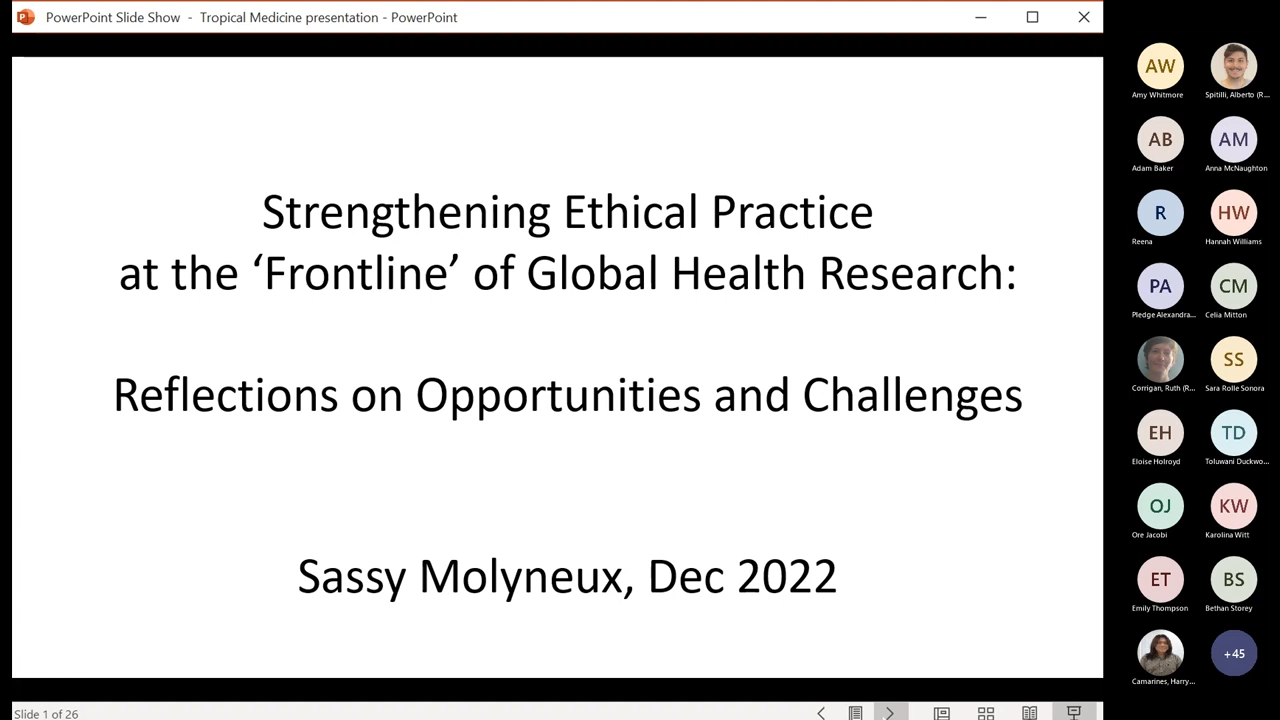 PowerPoint Slide Show - Tropical Medicine presentation - PowerPoint
Strengthening Ethical Practice
at the ‘Frontline’ of Global Health Research:
Reflections on Opportunities and Challenges
Sassy Molyneux, Dec 2022
Slide 1 of 26
AW
Amy Whitmore
Spitilli, Alberto (R...
AB
Adam Baker
AM
Anna McNaughton
R
Reena
HW
Hannah Williams
PA
Pledge Alexandra...
CM
Celia Mitton
Corrigan, Ruth (R...
SS
Sara Rolle Sonora
EH
Eloise Holroyd
TD
Toluwani Duckwo...
OJ
Ore Jacobi
KW
Karolina Witt
ET
Emily Thompson
BS
Bethan Storey
Camarines, Harry...
+45